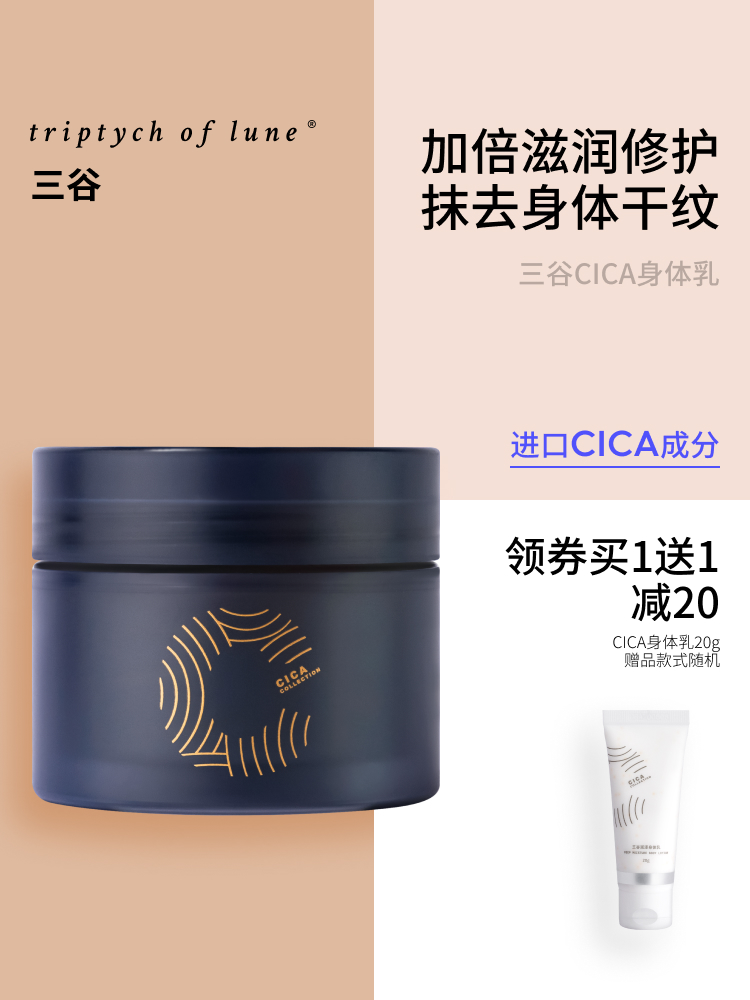 triptych of lune®
三谷
加倍滋润修护
抹去身体干纹
三谷CICA身体乳
进口CICA成分
领券买1送1
减20
CICA身体乳20g
赠品款式随机
CICA
COLLECTION
CICA
COLLECTION